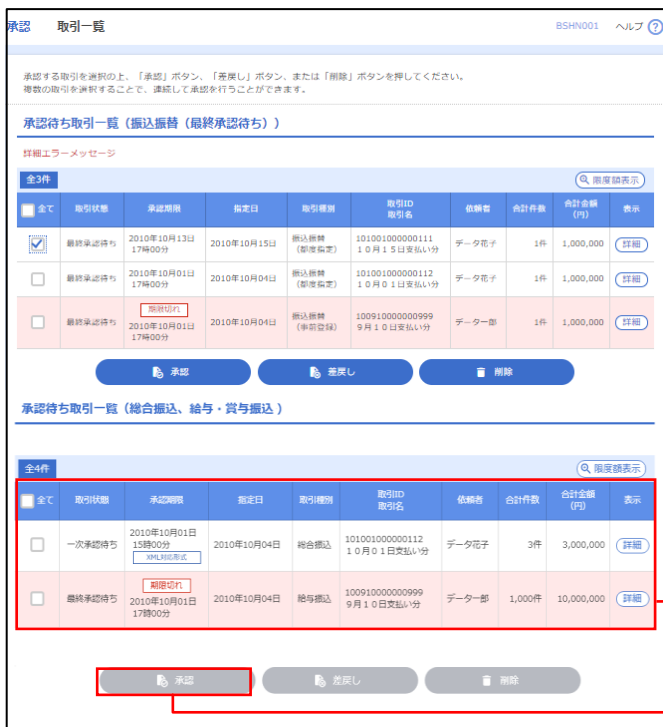 承認 取引一覧 BSHN001 ヘルプ ?
承認する取引を選択の上、「承認」ボタン、「差戻し」ボタン、または「削除」ボタンを押してください。
複数の取引を選択することで、連続して承認を行うことができます。
承認待ち取引一覧（振込振替（最終承認待ち））
詳細エラーメッセージ
全3件 限度額表示
全て 取引状態 承認期限 指定日 取引種別 取引ID 取引名 依頼者 合計件数 合計金額(円) 表示
最終承認待ち 2010年10月13日 17時00分 2010年10月15日 振込振替（都度指定） 101001000000111 １０月１５日支払い分 データ花子 1件 1,000,000 詳細
最終承認待ち 2010年10月01日 17時00分 2010年10月04日 振込振替（都度指定） 101001000000112 １０月０１日支払い分 データ花子 1件 1,000,000 詳細
最終承認待ち 期限切れ 2010年10月01日 17時00分 2010年10月04日 振込振替（事前登録） 100910000000999 ９月１０日支払い分 データ一郎 1件 1,000,000 詳細
承認 差戻し 削除
承認待ち取引一覧（総合振込、給与・賞与振込 ）
全4件 限度額表示
全て 取引状態 承認期限 指定日 取引種別 取引ID 取引名 依頼者 合計件数 合計金額(円) 表示
一次承認待ち 2010年10月01日 15時00分 XML対応形式 2010年10月04日 総合振込 101001000000112 １０月０１日支払い分 データ花子 3件 3,000,000 詳細
最終承認待ち 期限切れ 2010年10月01日 17時00分 2010年10月04日 給与振込 100910000000999 ９月１０日支払い分 データ一郎 1,000件 10,000,000 詳細
承認 差戻し 削除